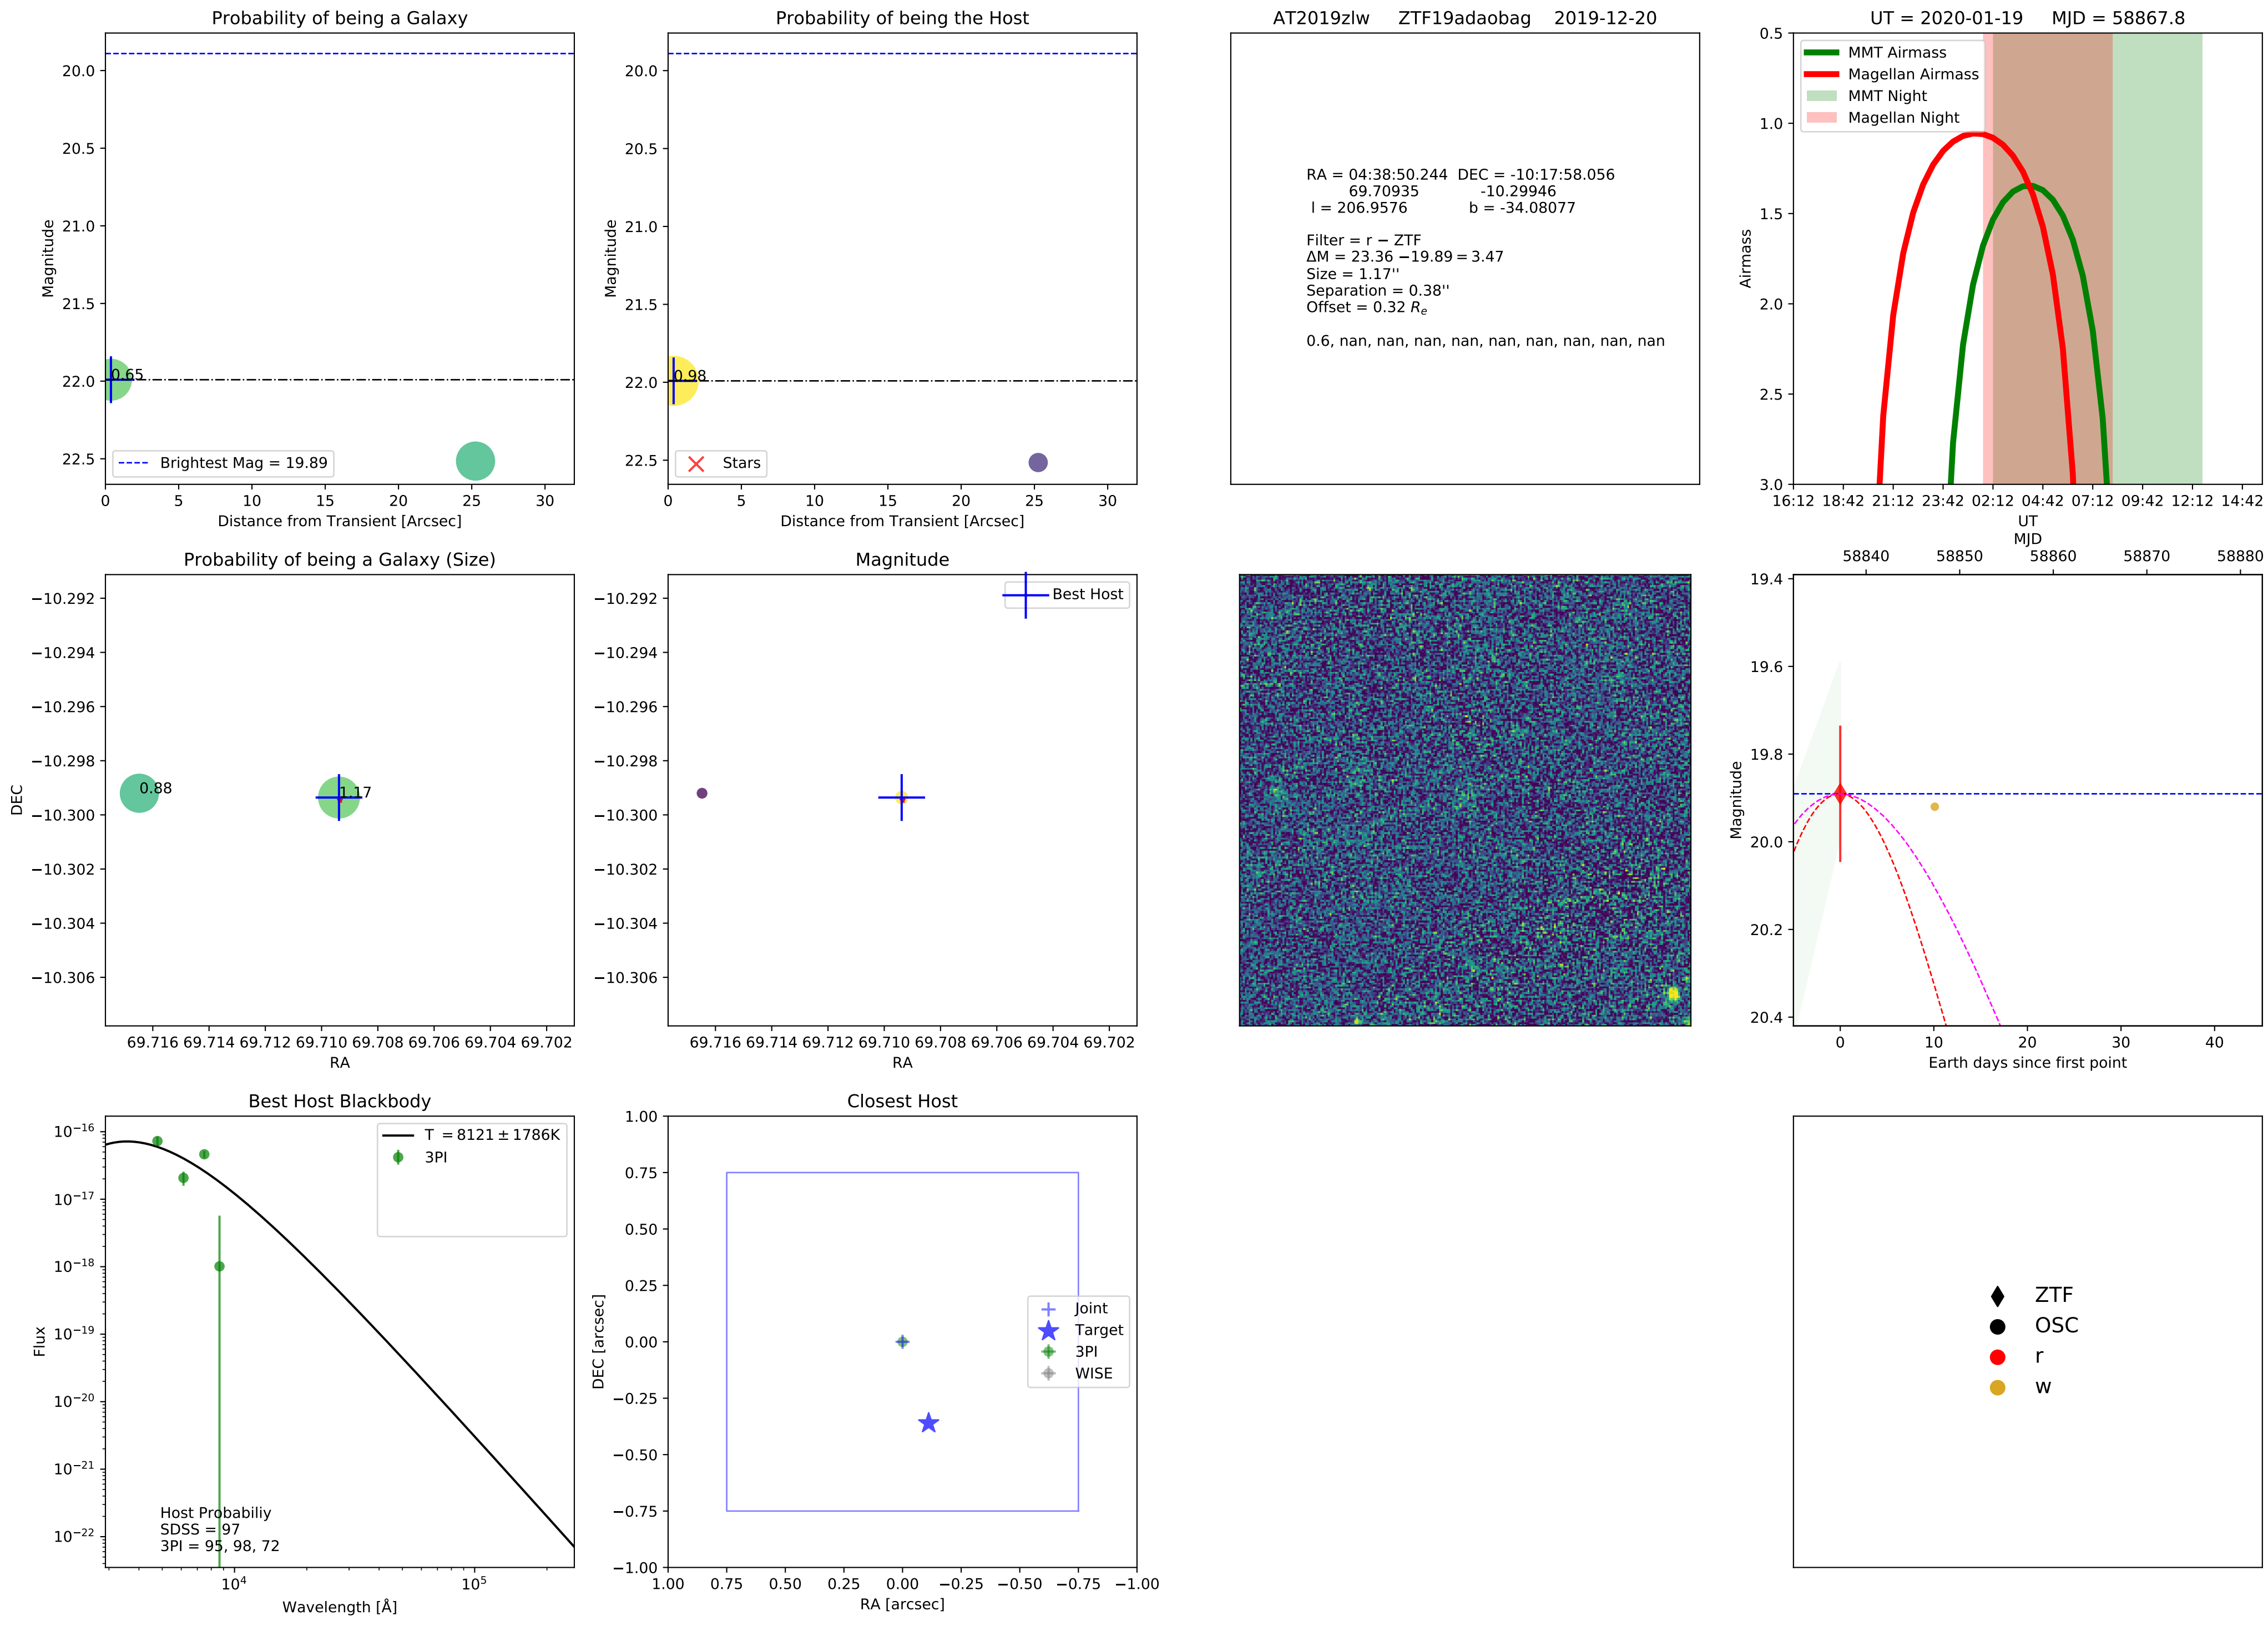 Probability of being a Galaxy
20.0
20.5
21.0
21.5
22.0
22.5
Magnitude
0.65
Brightest Mag = 19.89
0 5 10 15 20 25 30
Distance from Transient [Arcsec]
Probability of being the Host
20.0
20.5
21.0
21.5
22.0
22.5
Magnitude
0.98
Stars
0 5 10 15 20 25 30
Distance from Transient [Arcsec]
AT2019zlw ZTF19adaobag 2019-12-20
RA = 04:38:50.244 DEC = -10:17:58.056
69.70935 -10.29946
l = 206.9576 b = -34.08077
Filter = r − ZTF
ΔM = 23.36 −19.89 = 3.47
Size = 1.17''
Separation = 0.38''
Offset = 0.32 Re
0.6, nan, nan, nan, nan, nan, nan, nan, nan, nan
UT = 2020-01-19 MJD = 58867.8
MMT Airmass
Magellan Airmass
MMT Night
Magellan Night
0.5
1.0
1.5
2.0
2.5
3.0
Airmass
16:12 18:42 21:12 23:42 02:12 04:42 07:12 09:42 12:12 14:42
UT
Probability of being a Galaxy (Size)
−10.292
−10.294
−10.296
−10.298
−10.300
−10.302
−10.304
−10.306
DEC
0.88
1.17
69.716 69.714 69.712 69.710 69.708 69.706 69.704 69.702
RA
Magnitude
Best Host
−10.292
−10.294
−10.296
−10.298
−10.300
−10.302
−10.304
−10.306
69.716 69.714 69.712 69.710 69.708 69.706 69.704 69.702
RA
MJD
58840 58850 58860 58870 58880
19.4
19.6
19.8
20.0
20.2
20.4
Magnitude
0 10 20 30 40
Earth days since first point
Best Host Blackbody
T = 8121 ± 1786K
3PI
10−16
10−17
10−18
10−19
10−20
10−21
10−22
Flux
Host Probabiliy
SDSS = 97
3PI = 95, 98, 72
104 105
Wavelength [Å]
Closest Host
1.00
0.75
0.50
0.25
0.00
−0.25
−0.50
−0.75
−1.00
DEC [arcsec]
Joint
Target
3PI
WISE
1.00 0.75 0.50 0.25 0.00 −0.25 −0.50 −0.75 −1.00
RA [arcsec]
ZTF
OSC
r
w